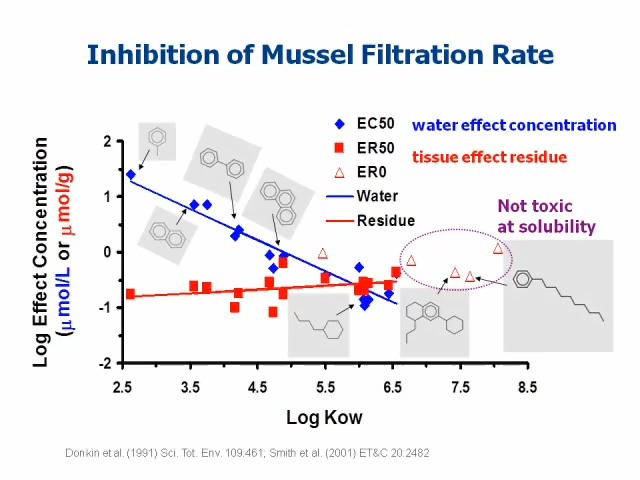 Inhibition of Mussel Filtration Rate
EC50 water effect concentration
ER50 tissue effect residue
ER0
Water
Residue
Not toxic
at solubility
Log Effect Concentration
(μmol/L or μmol/g)
2
1
0
-1
-2
2.5 3.5 4.5 5.5 6.5 7.5 8.5
Log Kow
Donkin et al. (1991) Sci. Tot. Env. 109.461; Smith et al. (2001) ET&C 20.2482